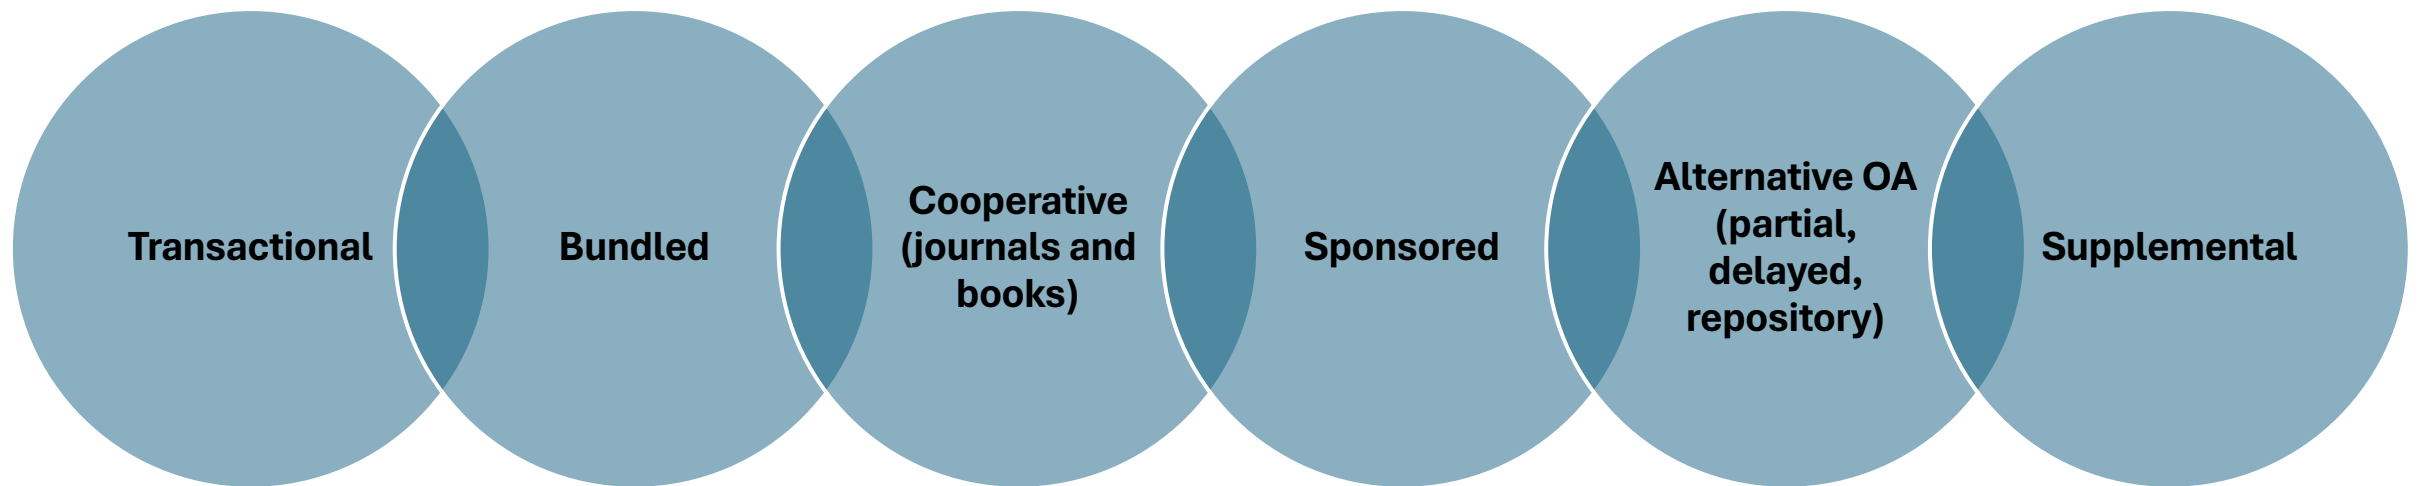 Transactional
Bundled
Cooperative
(journals and
books)
Sponsored
Alternative OA
(partial,
delayed,
repository)
Supplemental